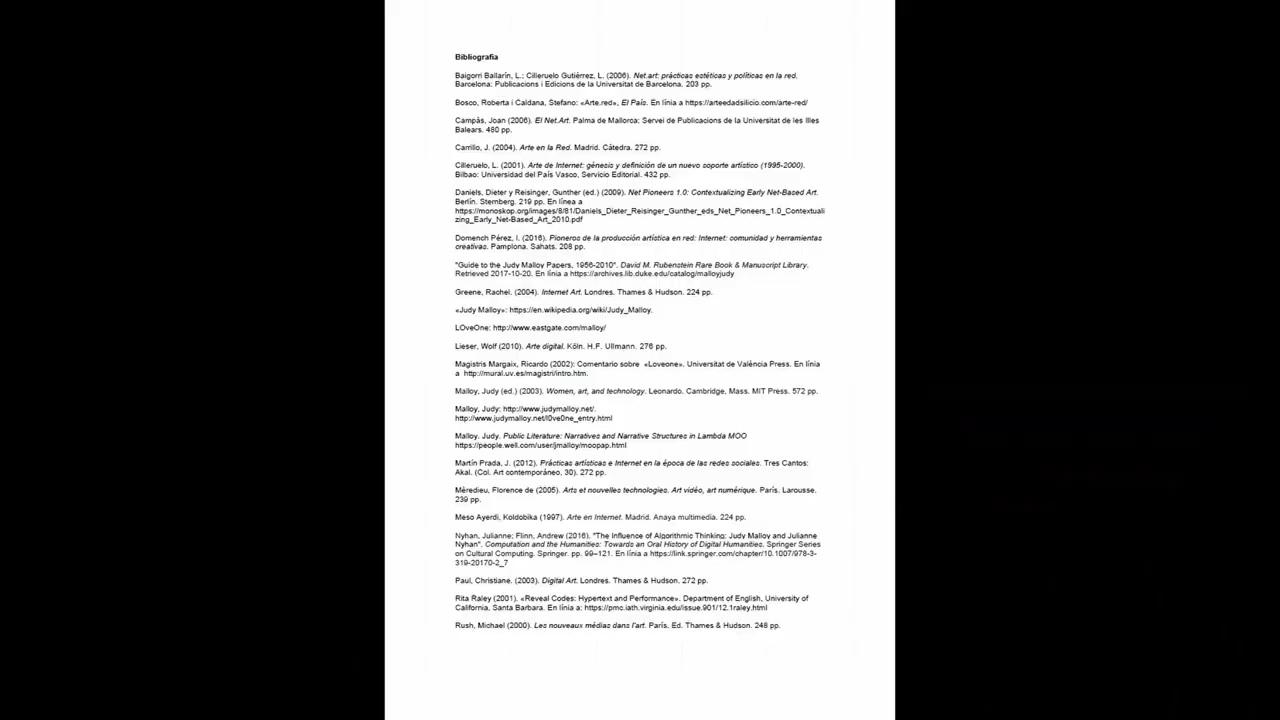 Bibliografia
Baigorri Ballarín, L.; Cilleruelo Gutiérrez, L. (2006). Net.art: prácticas estéticas y políticas en la red.
Barcelona: Publicacions i Edicions de la Universitat de Barcelona. 203 pp.
Bosco, Roberta i Caldana, Stefano: «Arte.red», El País. En línia a https://arteedadsilicio.com/arte-red/
Campàs, Joan (2006). El Net.Art. Palma de Mallorca: Servei de Publicacions de la Universitat de les Illes
Balears. 480 pp.
Carrillo, J. (2004). Arte en la Red. Madrid. Cátedra. 272 pp.
Cilleruelo, L. (2001). Arte de Internet: génesis y definición de un nuevo soporte artístico (1995-2000).
Bilbao: Universidad del País Vasco, Servicio Editorial. 432 pp.
Daniels, Dieter y Reisinger, Gunther (ed.) (2009). Net Pioneers 1.0: Contextualizing Early Net-Based Art.
Berlín. Sternberg. 219 pp. En línea a
https://monoskop.org/images/8/81/Daniels_Dieter_Reisinger_Gunther_eds_Net_Pioneers_1.0_Contextuali
zing_Early_Net-Based_Art_2010.pdf
Domench Pérez, I. (2016). Pioneros de la producción artística en red: Internet: comunidad y herramientas
creativas. Pamplona. Sahats. 208 pp.
"Guide to the Judy Malloy Papers, 1956-2010". David M. Rubenstein Rare Book & Manuscript Library.
Retrieved 2017-10-20. En línia a https://archives.lib.duke.edu/catalog/malloyjudy
Greene, Rachel. (2004). Internet Art. Londres. Thames & Hudson. 224 pp.
«Judy Malloy»: https://en.wikipedia.org/wiki/Judy_Malloy.
LOveOne: http://www.eastgate.com/malloy/
Lieser, Wolf (2010). Arte digital. Köln. H.F. Ullmann. 276 pp.
Magistris Margaix, Ricardo (2002): Comentario sobre «Loveone». Universitat de València Press. En línia
a http://mural.uv.es/magistri/intro.htm.
Malloy, Judy (ed.) (2003). Women, art, and technology. Leonardo. Cambridge, Mass. MIT Press. 572 pp.
Malloy, Judy: http://www.judymalloy.net/.
http://www.judymalloy.net/l0ve0ne_entry.html
Malloy. Judy. Public Literature: Narratives and Narrative Structures in Lambda MOO
https://people.well.com/user/jmalloy/moopap.html
Martín Prada, J. (2012). Prácticas artísticas e Internet en la época de las redes sociales. Tres Cantos:
Akal. (Col. Art contemporáneo, 30). 272 pp.
Mèredieu, Florence de (2005). Arts et nouvelles technologies. Art vidéo, art numérique. París. Larousse.
239 pp.
Meso Ayerdi, Koldobika (1997). Arte en Internet. Madrid. Anaya multimedia. 224 pp.
Nyhan, Julianne; Flinn, Andrew (2016). "The Influence of Algorithmic Thinking: Judy Malloy and Julianne
Nyhan". Computation and the Humanities: Towards an Oral History of Digital Humanities. Springer Series
on Cultural Computing. Springer. pp. 99–121. En línia a https://link.springer.com/chapter/10.1007/978-3-
319-20170-2_7
Paul, Christiane. (2003). Digital Art. Londres. Thames & Hudson. 272 pp.
Rita Raley (2001). «Reveal Codes: Hypertext and Performance». Department of English, University of
California, Santa Barbara. En línia a: https://pmc.iath.virginia.edu/issue.901/12.1raley.html
Rush, Michael (2000). Les nouveaux médias dans l'art. París. Ed. Thames & Hudson. 248 pp.